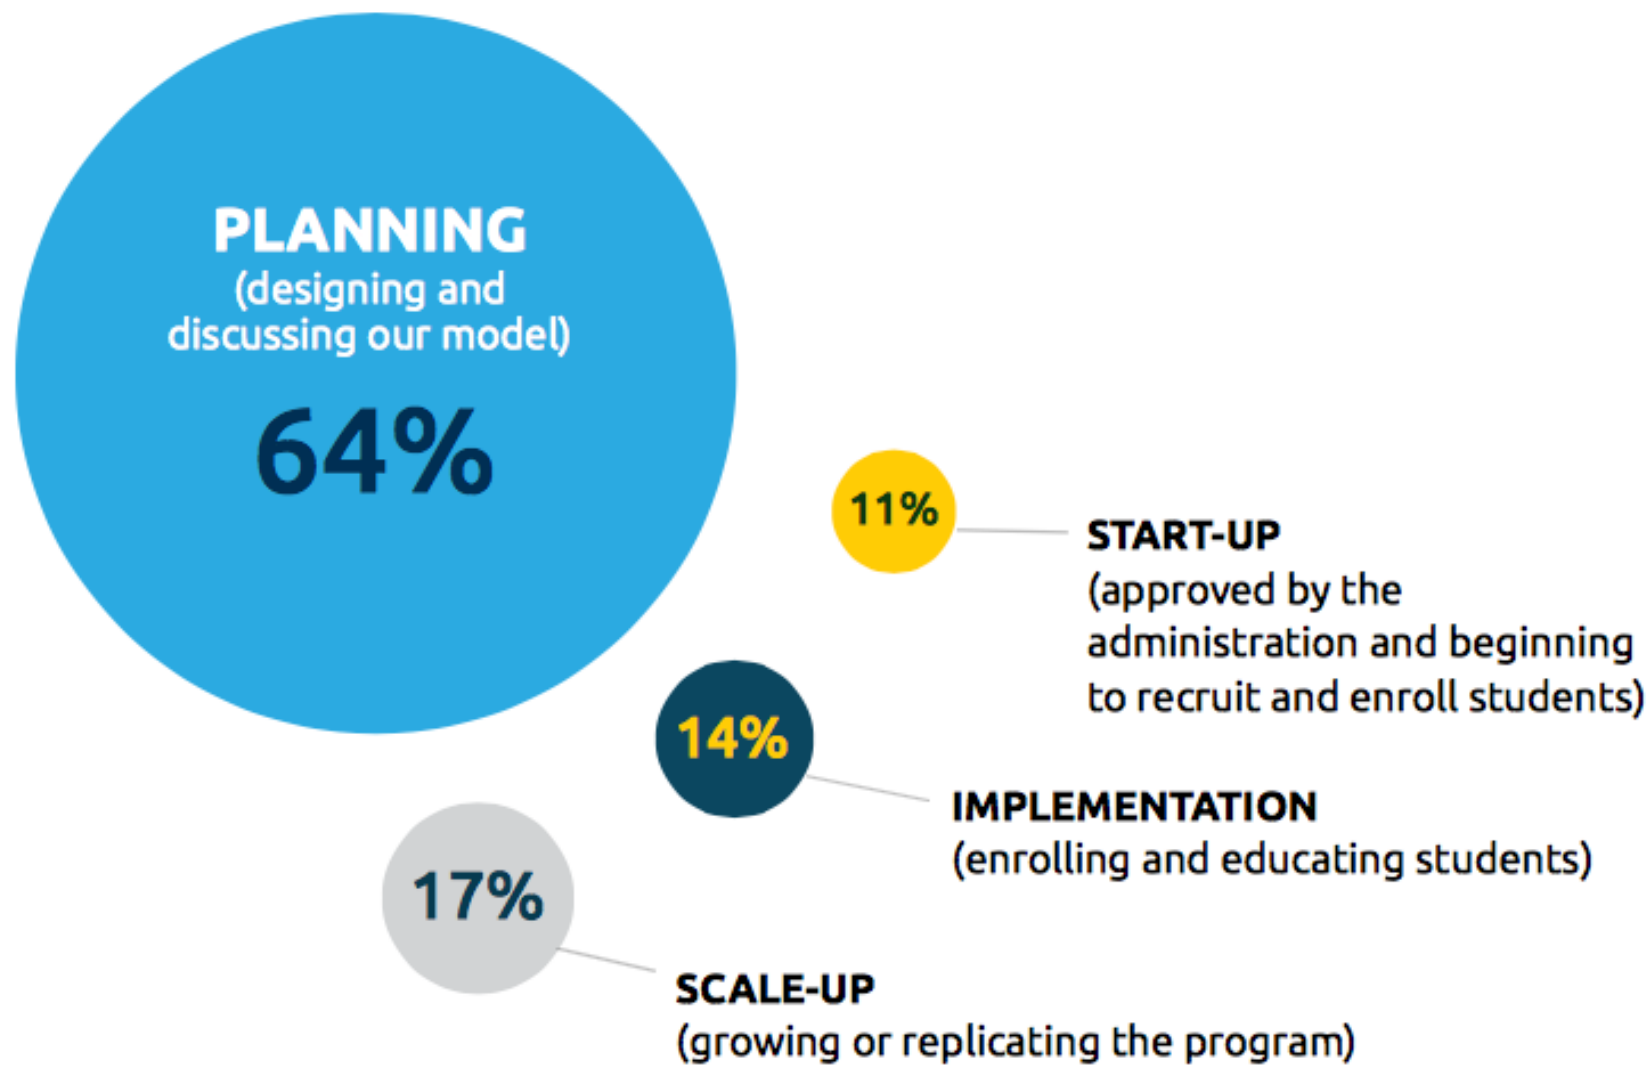 PLANNING
(designing and
discussing our model)
64%
11%
START-UP
(approved by the
administration and beginning
to recruit and enroll students)
14%
IMPLEMENTATION
(enrolling and educating students)
17%
SCALE-UP
(growing or replicating the program)